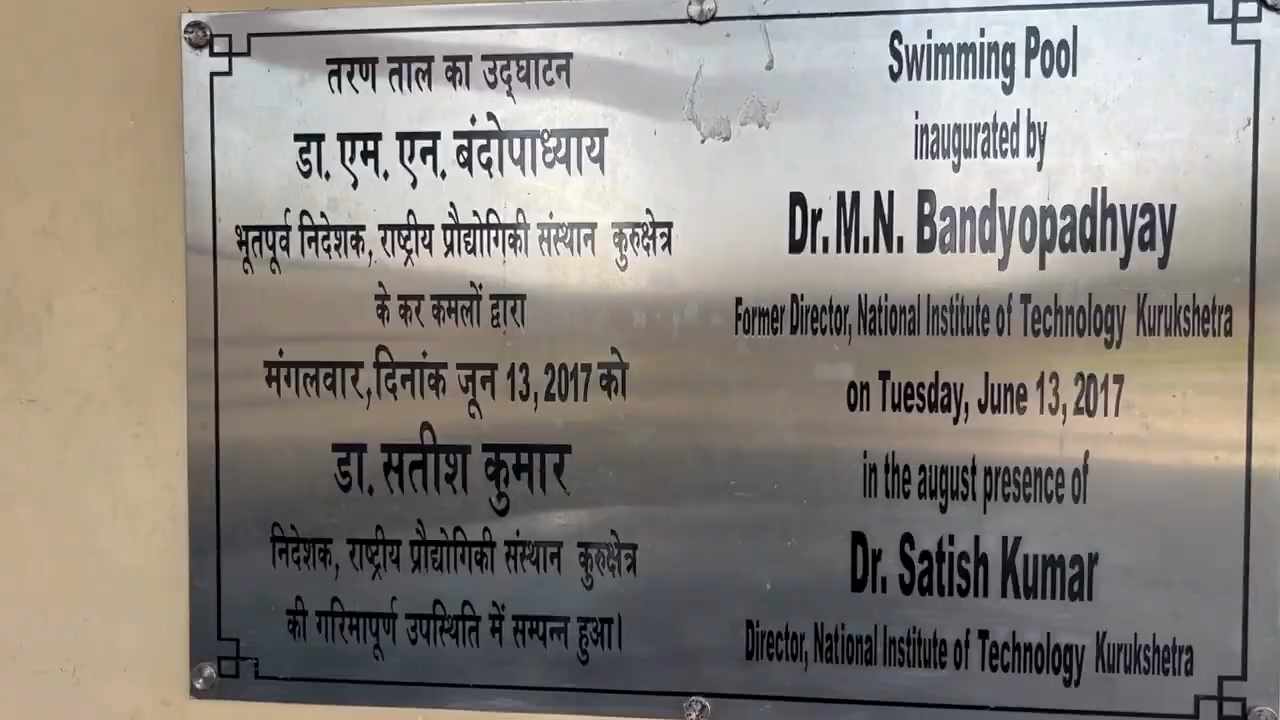 तरण ताल का उद्घाटन
डा. एम. एन. बंदोपाध्याय
भूतपूर्व निदेशक, राष्ट्रीय प्रौद्योगिकी संस्थान कुरुक्षेत्र
के कर कमलों द्वारा
मंगलवार,दिनांक जून 13, 2017 को
डा. सतीश कुमार
निदेशक, राष्ट्रीय प्रौद्योगिकी संस्थान कुरुक्षेत्र
की गरिमापूर्ण उपस्थिति में सम्पन्न हुआ।
Swimming Pool
inaugurated by
Dr. M.N. Bandyopadhyay
Former Director, National Institute of Technology Kurukshetra
on Tuesday, June 13, 2017
in the august presence of
Dr. Satish Kumar
Director, National Institute of Technology Kurukshetra